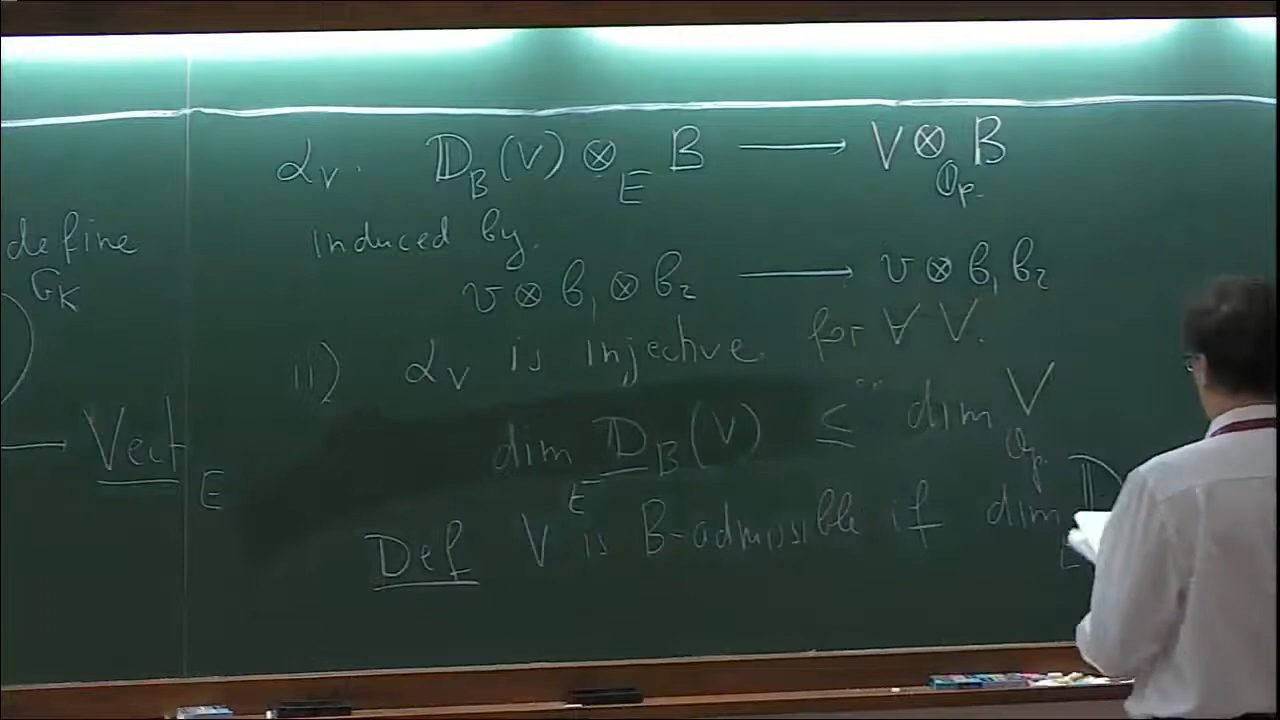 define
G_K
→ Vect_E
α_V. 𝔻_B(V) ⊗_E B → V ⊗_{ℚ_p} B
induced by.
v ⊗ b_1 ⊗ b_2 → v ⊗ b_1 b_2
ii) α_V is injective for ∀ V.
dim_E 𝔻_B(V) ≤ dim_{ℚ_p} V
Def V is B-admissible if dim_E 𝔻